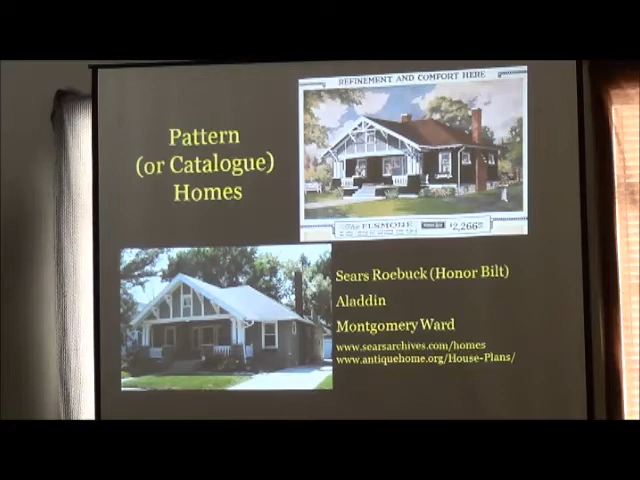 Pattern
(or Catalogue)
Homes
REFINEMENT AND COMFORT HERE
The ELSMORE
$2,266
Sears Roebuck (Honor Bilt)
Aladdin
Montgomery Ward
www.searsarchives.com/homes
www.antiquehome.org/House-Plans/